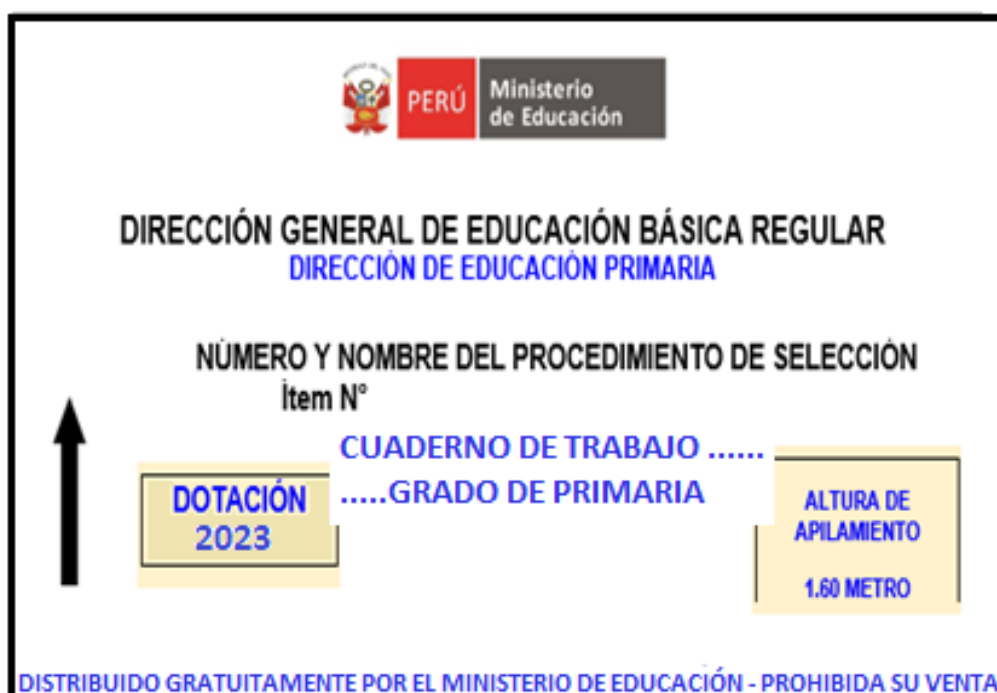 PERÚ
Ministerio
de Educación
DIRECCIÓN GENERAL DE EDUCACIÓN BÁSICA REGULAR
DIRECCIÓN DE EDUCACIÓN PRIMARIA
NÚMERO Y NOMBRE DEL PROCEDIMIENTO DE SELECCIÓN
Ítem N°
CUADERNO DE TRABAJO ......
.....GRADO DE PRIMARIA
DOTACIÓN
2023
ALTURA DE
APILAMIENTO
1.60 METRO
DISTRIBUIDO GRATUITAMENTE POR EL MINISTERIO DE EDUCACIÓN - PROHIBIDA SU VENTA